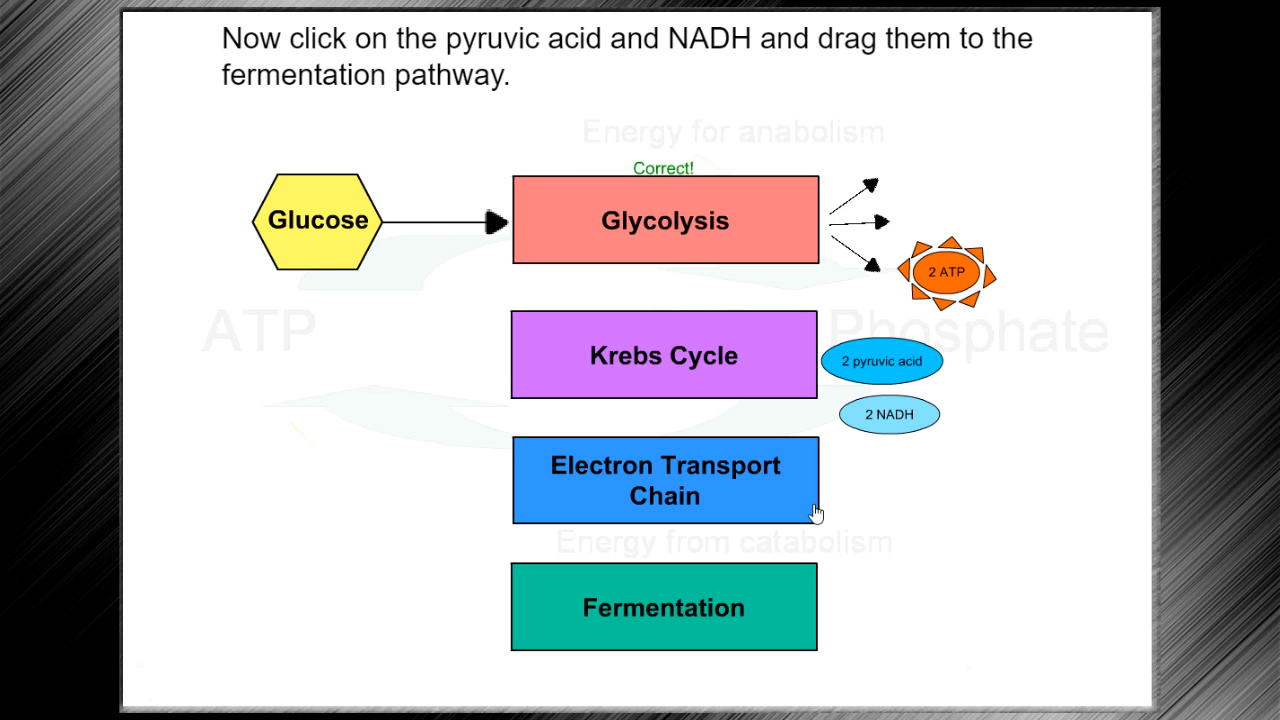 Now click on the pyruvic acid and NADH and drag them to the
fermentation pathway.
Energy for anabolism
Correct!
Glucose
Glycolysis
2 ATP
ATP
Phosphate
Krebs Cycle
2 pyruvic acid
2 NADH
Electron Transport
Chain
Energy from catabolism
Fermentation